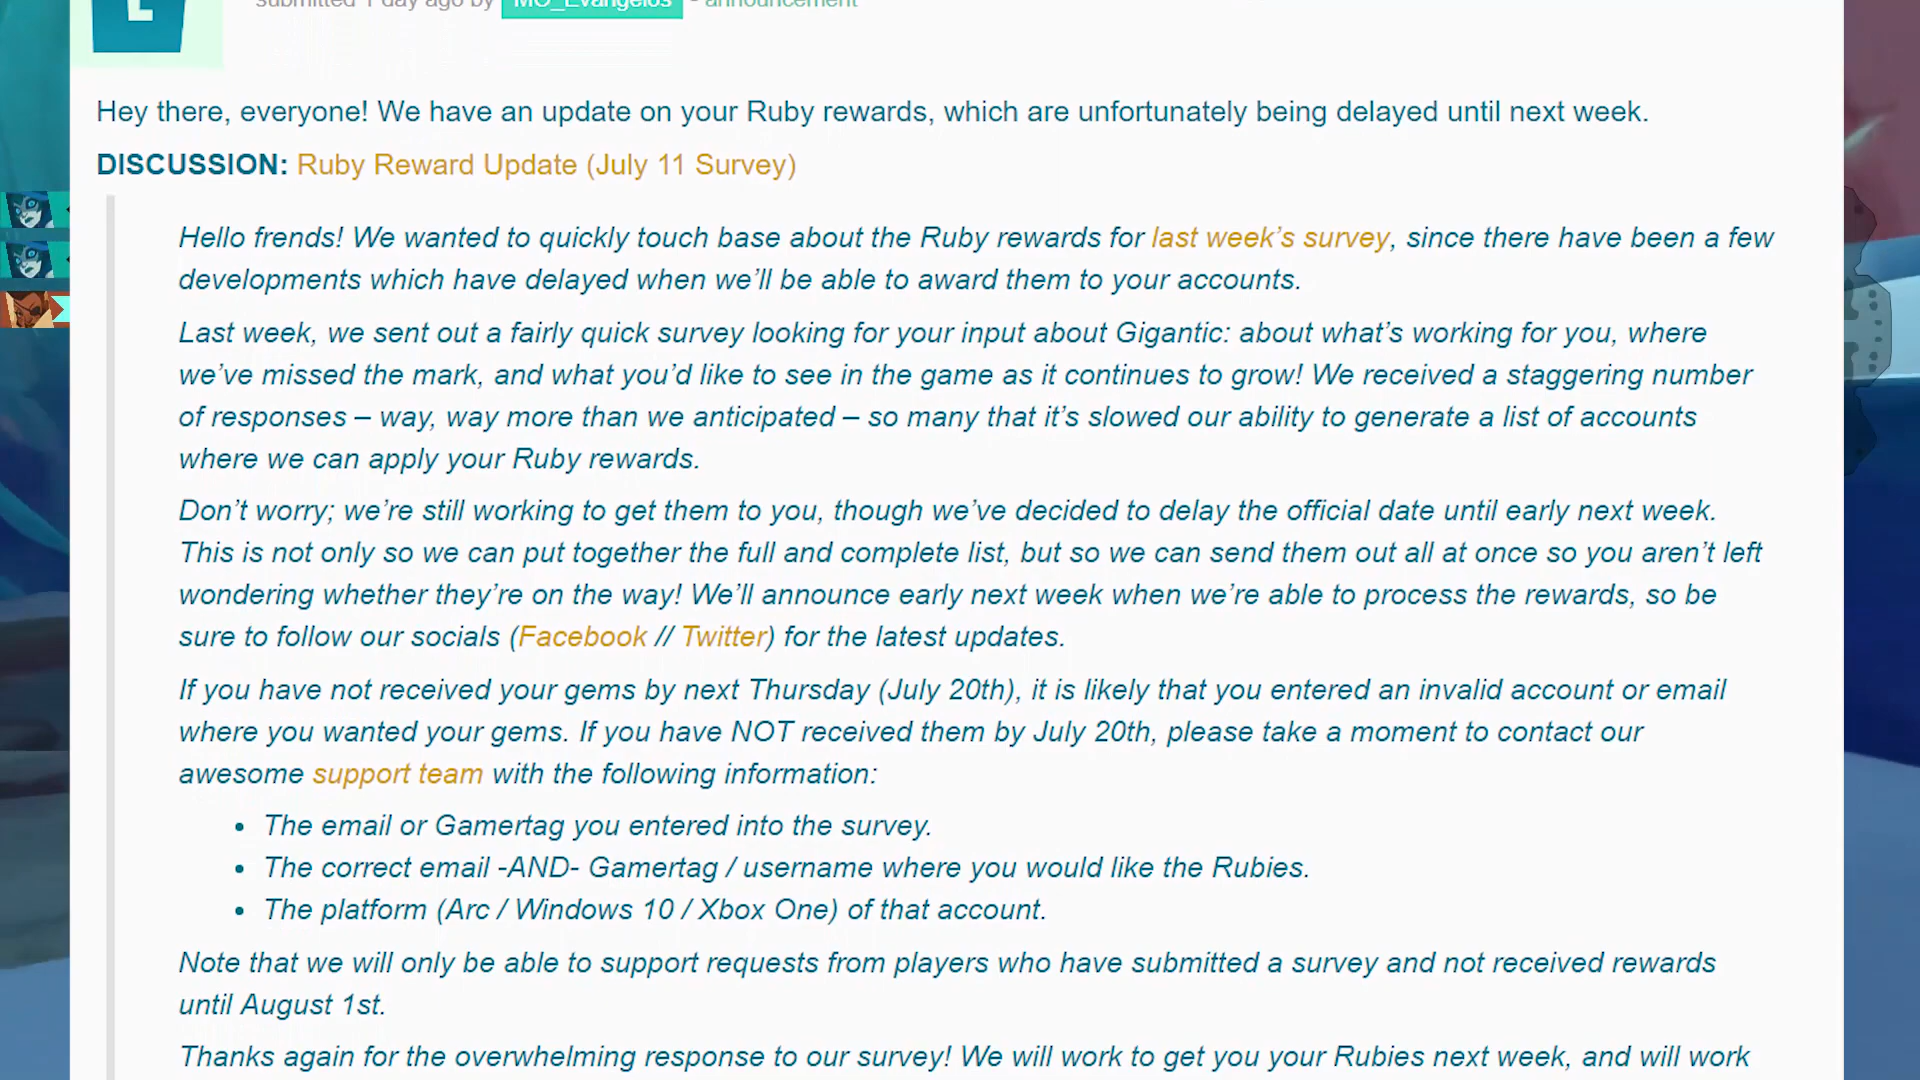 submitted 1 day ago by MO_Evangelos - announcement
Hey there, everyone! We have an update on your Ruby rewards, which are unfortunately being delayed until next week.
DISCUSSION: Ruby Reward Update (July 11 Survey)
Hello frends! We wanted to quickly touch base about the Ruby rewards for last week’s survey, since there have been a few
developments which have delayed when we’ll be able to award them to your accounts.
Last week, we sent out a fairly quick survey looking for your input about Gigantic: about what’s working for you, where
we’ve missed the mark, and what you’d like to see in the game as it continues to grow! We received a staggering number
of responses – way, way more than we anticipated – so many that it’s slowed our ability to generate a list of accounts
where we can apply your Ruby rewards.
Don’t worry; we’re still working to get them to you, though we’ve decided to delay the official date until early next week.
This is not only so we can put together the full and complete list, but so we can send them out all at once so you aren’t left
wondering whether they’re on the way! We’ll announce early next week when we’re able to process the rewards, so be
sure to follow our socials (Facebook // Twitter) for the latest updates.
If you have not received your gems by next Thursday (July 20th), it is likely that you entered an invalid account or email
where you wanted your gems. If you have NOT received them by July 20th, please take a moment to contact our
awesome support team with the following information:
• The email or Gamertag you entered into the survey.
• The correct email -AND- Gamertag / username where you would like the Rubies.
• The platform (Arc / Windows 10 / Xbox One) of that account.
Note that we will only be able to support requests from players who have submitted a survey and not received rewards
until August 1st.
Thanks again for the overwhelming response to our survey! We will work to get you your Rubies next week, and will work